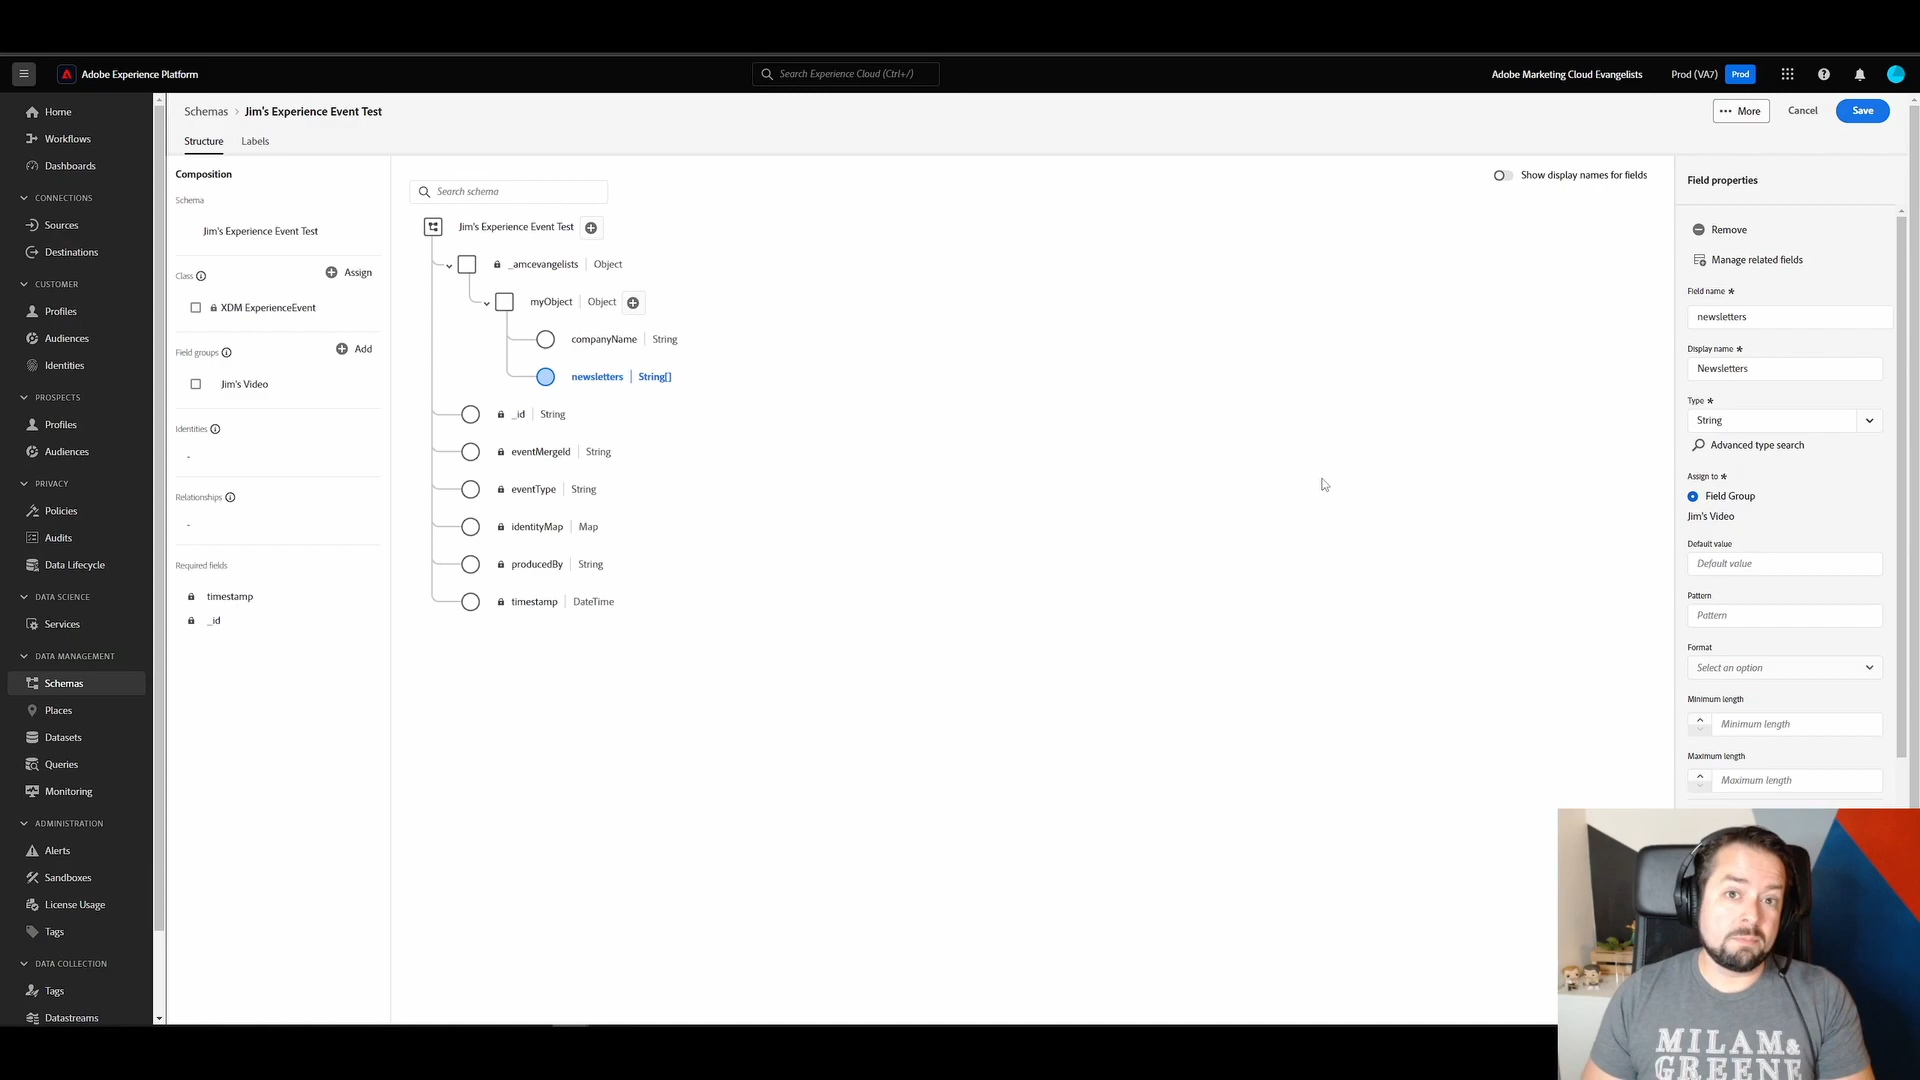 Adobe Experience Platform
Search Experience Cloud (Ctrl+/)
Adobe Marketing Cloud Evangelists
Prod (VA7)
Prod
Home
Workflows
Dashboards
CONNECTIONS
Sources
Destinations
CUSTOMER
Profiles
Audiences
Identities
PROSPECTS
Profiles
Audiences
PRIVACY
Policies
Audits
Data Lifecycle
DATA SCIENCE
Services
DATA MANAGEMENT
Schemas
Places
Datasets
Queries
Monitoring
ADMINISTRATION
Alerts
Sandboxes
License Usage
Tags
DATA COLLECTION
Tags
Datastreams
Schemas > Jim's Experience Event Test
More
Cancel
Save
Structure
Labels
Composition
Schema
Jim's Experience Event Test
Class
Assign
XDM ExperienceEvent
Field groups
Add
Jim's Video
Identities
-
Relationships
-
Required fields
timestamp
_id
Search schema
Show display names for fields
Jim's Experience Event Test
_amcevangelists | Object
myObject | Object
companyName | String
newsletters | String[]
_id | String
eventMergeId | String
eventType | String
identityMap | Map
producedBy | String
timestamp | DateTime
Field properties
Remove
Manage related fields
Field name *
newsletters
Display name *
Newsletters
Type *
String
Advanced type search
Assign to *
Field Group
Jim's Video
Default value
Default value
Pattern
Pattern
Format
Select an option
Minimum length
Minimum length
Maximum length
Maximum length
MILAM &
GREENE